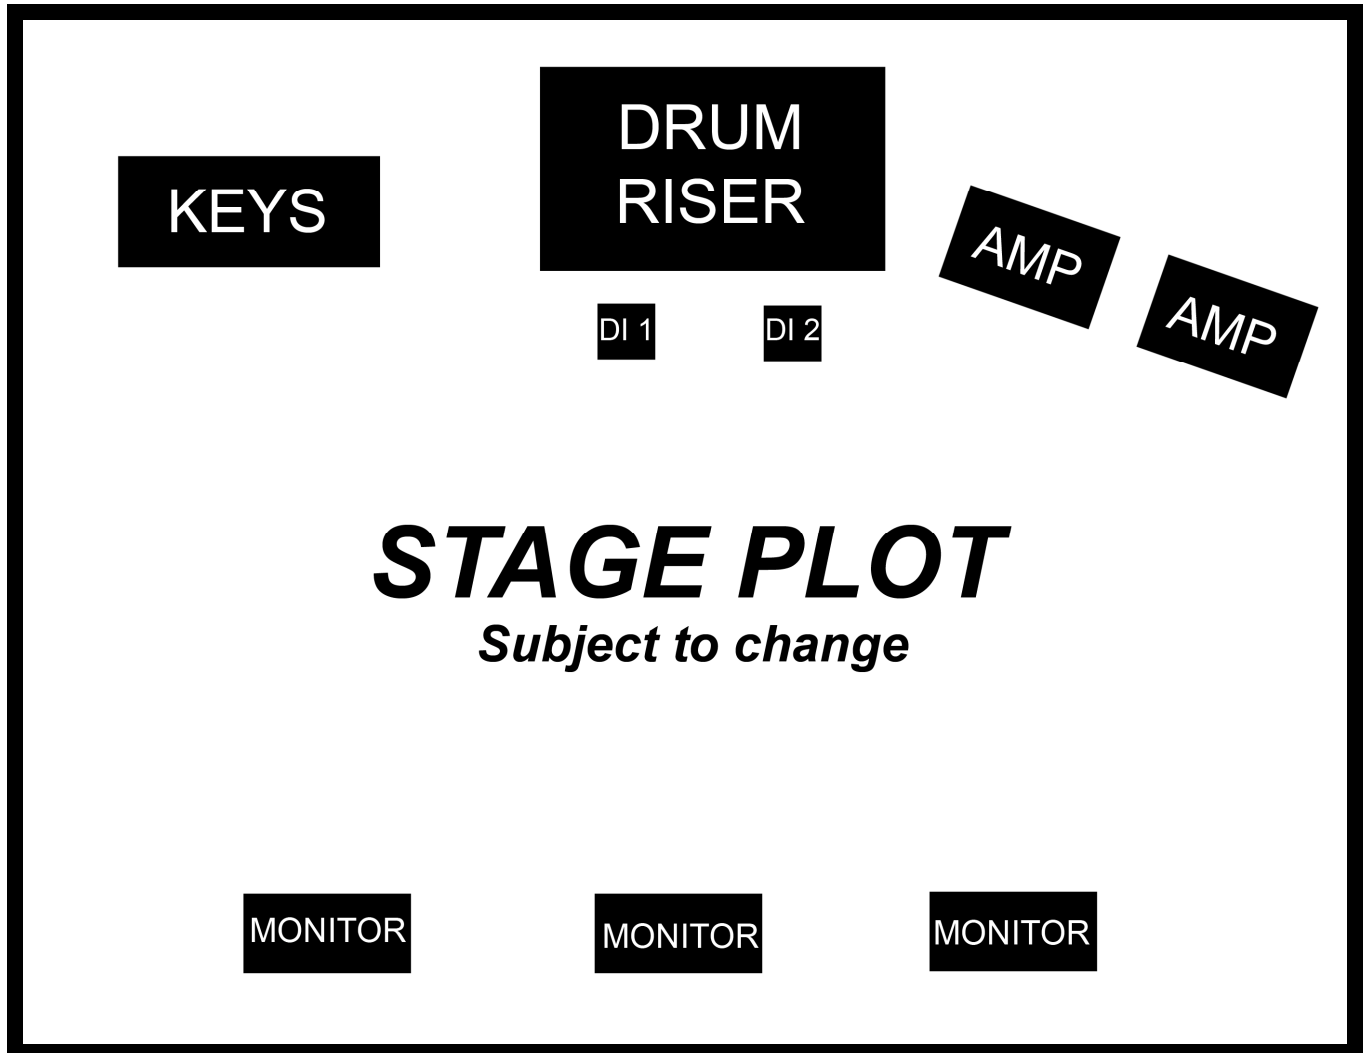 DRUM
RISER
KEYS
AMP
AMP
DI 1
DI 2
STAGE PLOT
Subject to change
MONITOR
MONITOR
MONITOR